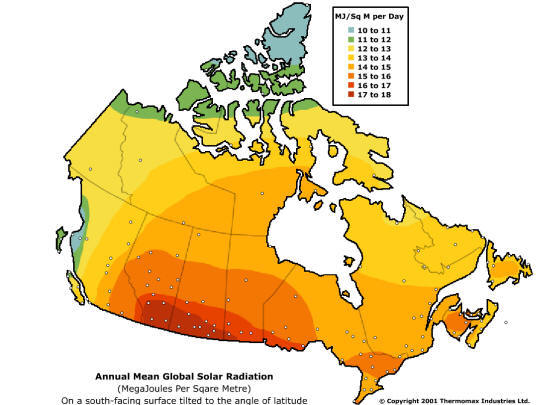 MJ/Sq M per Day
10 to 11
11 to 12
12 to 13
13 to 14
14 to 15
15 to 16
16 to 17
17 to 18
Annual Mean Global Solar Radiation
(MegaJoules Per Sqare Metre)
On a south-facing surface tilted to the angle of latitude
© Copyright 2001 Thermomax Industries Ltd.